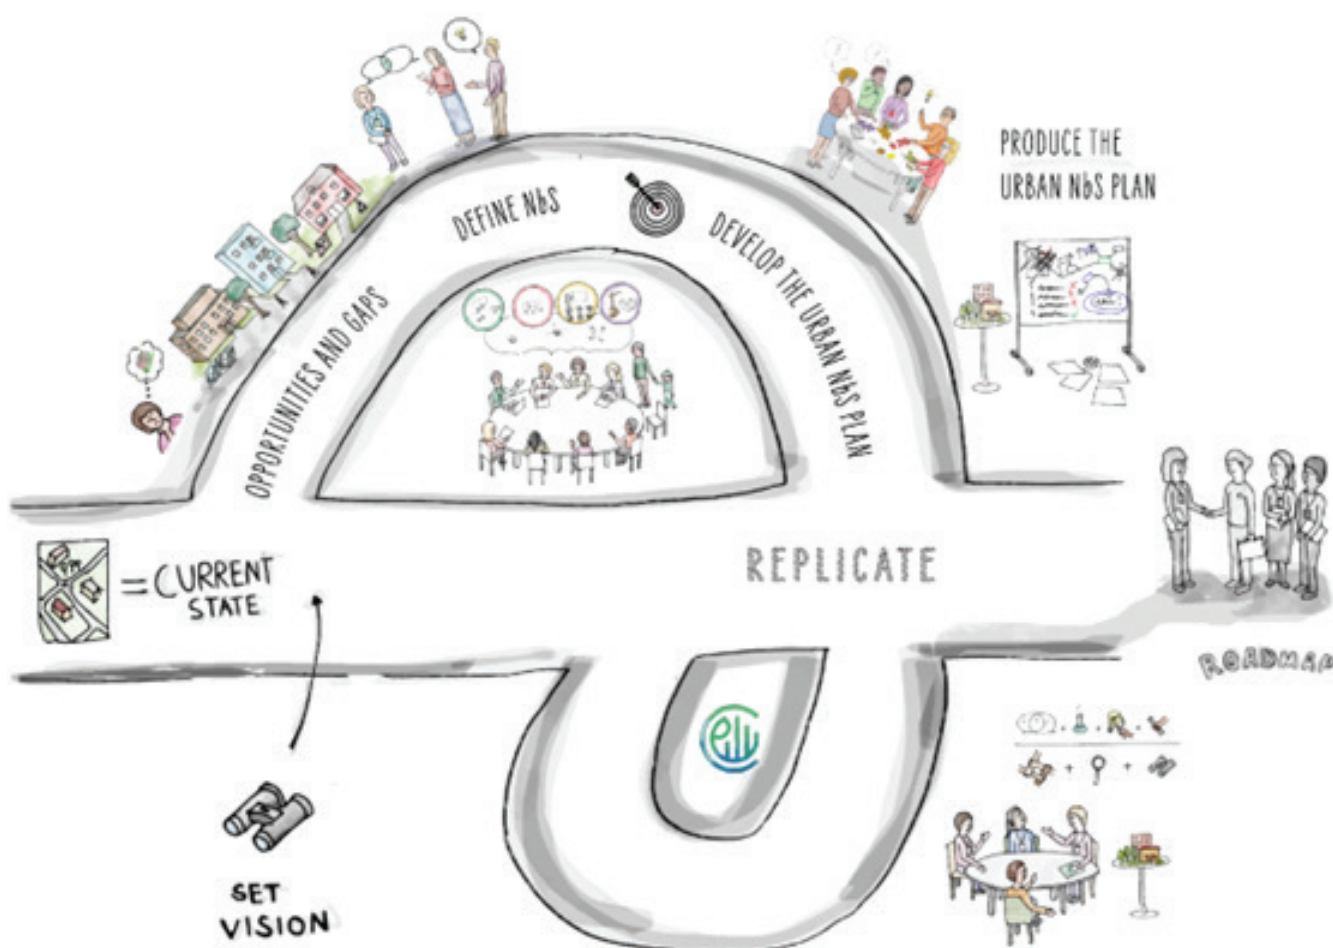 DEFINE NbS
PRODUCE THE
URBAN NbS PLAN
OPPORTUNITIES AND GAPS
DEVELOP THE URBAN NbS PLAN
= CURRENT
STATE
REPLICATE
ROADMAP
SET
VISION